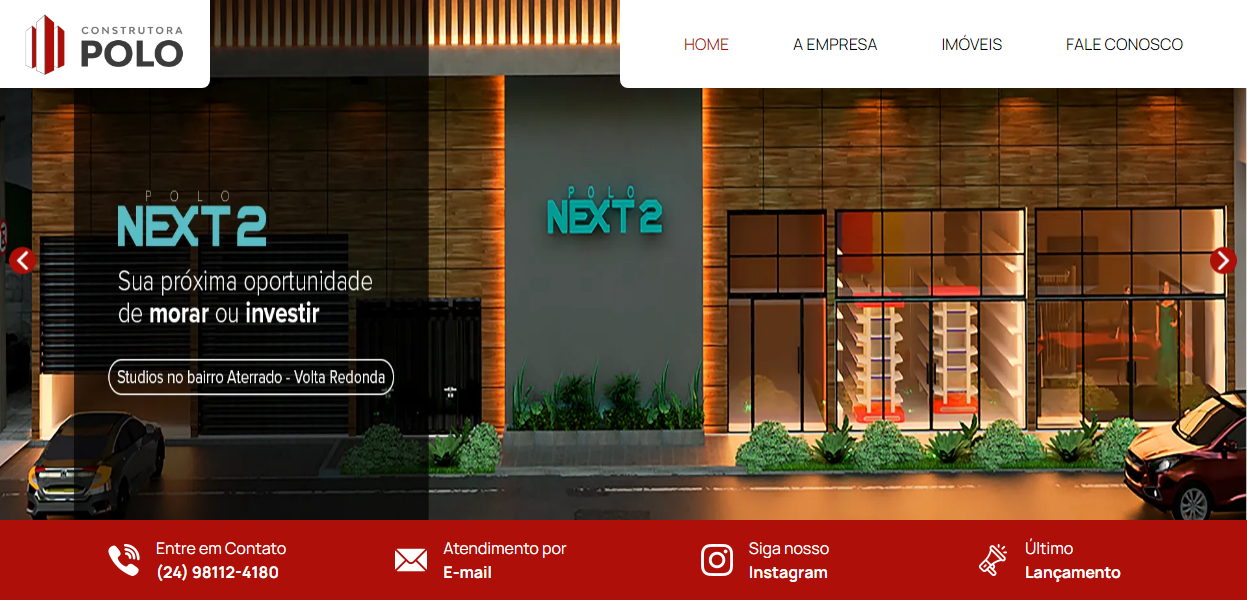 CONSTRUTORA
POLO
HOME
A EMPRESA
IMÓVEIS
FALE CONOSCO
POLO
NEXT 2
Sua próxima oportunidade
de morar ou investir
Studios no bairro Aterrado - Volta Redonda
POLO
NEXT 2
Entre em Contato
(24) 98112-4180
Atendimento por
E-mail
Siga nosso
Instagram
Último
Lançamento